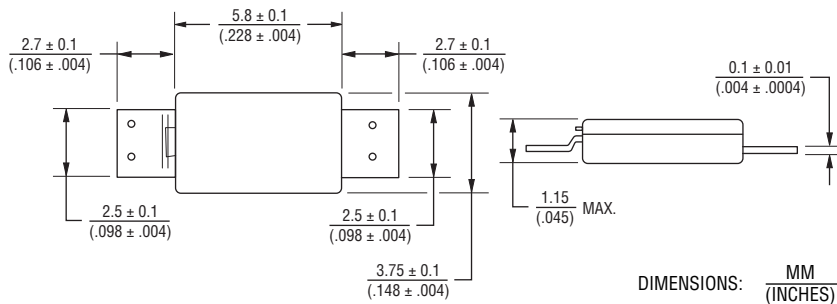 5.8 ± 0.1
(.228 ± .004)
2.7 ± 0.1
(.106 ± .004)
2.7 ± 0.1
(.106 ± .004)
0.1 ± 0.01
(.004 ± .0004)
2.5 ± 0.1
(.098 ± .004)
2.5 ± 0.1
(.098 ± .004)
1.15
(.045) MAX.
3.75 ± 0.1
(.148 ± .004)
DIMENSIONS: MM
(INCHES)